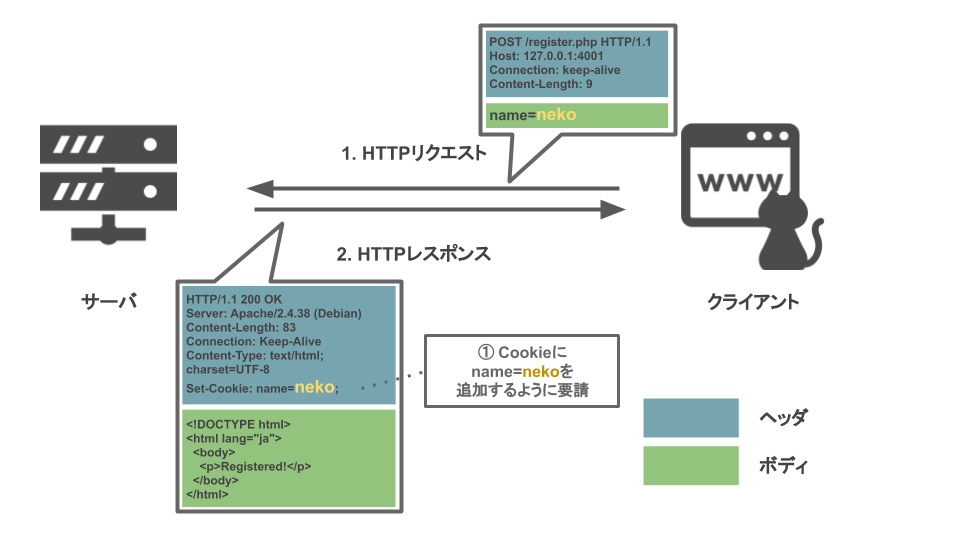 POST /register.php HTTP/1.1
Host: 127.0.0.1:4001
Connection: keep-alive
Content-Length: 9
name=neko
1. HTTPリクエスト
WWW
2. HTTPレスポンス
サーバ
クライアント
HTTP/1.1 200 OK
Server: Apache/2.4.38 (Debian)
Content-Length: 83
Connection: Keep-Alive
Content-Type: text/html;
charset=UTF-8
Set-Cookie: name=neko;
① Cookieに
name=nekoを
追加するように要請
<!DOCTYPE html>
<html lang="ja">
<body>
<p>Registered!</p>
</body>
</html>
ヘッダ
ボディ